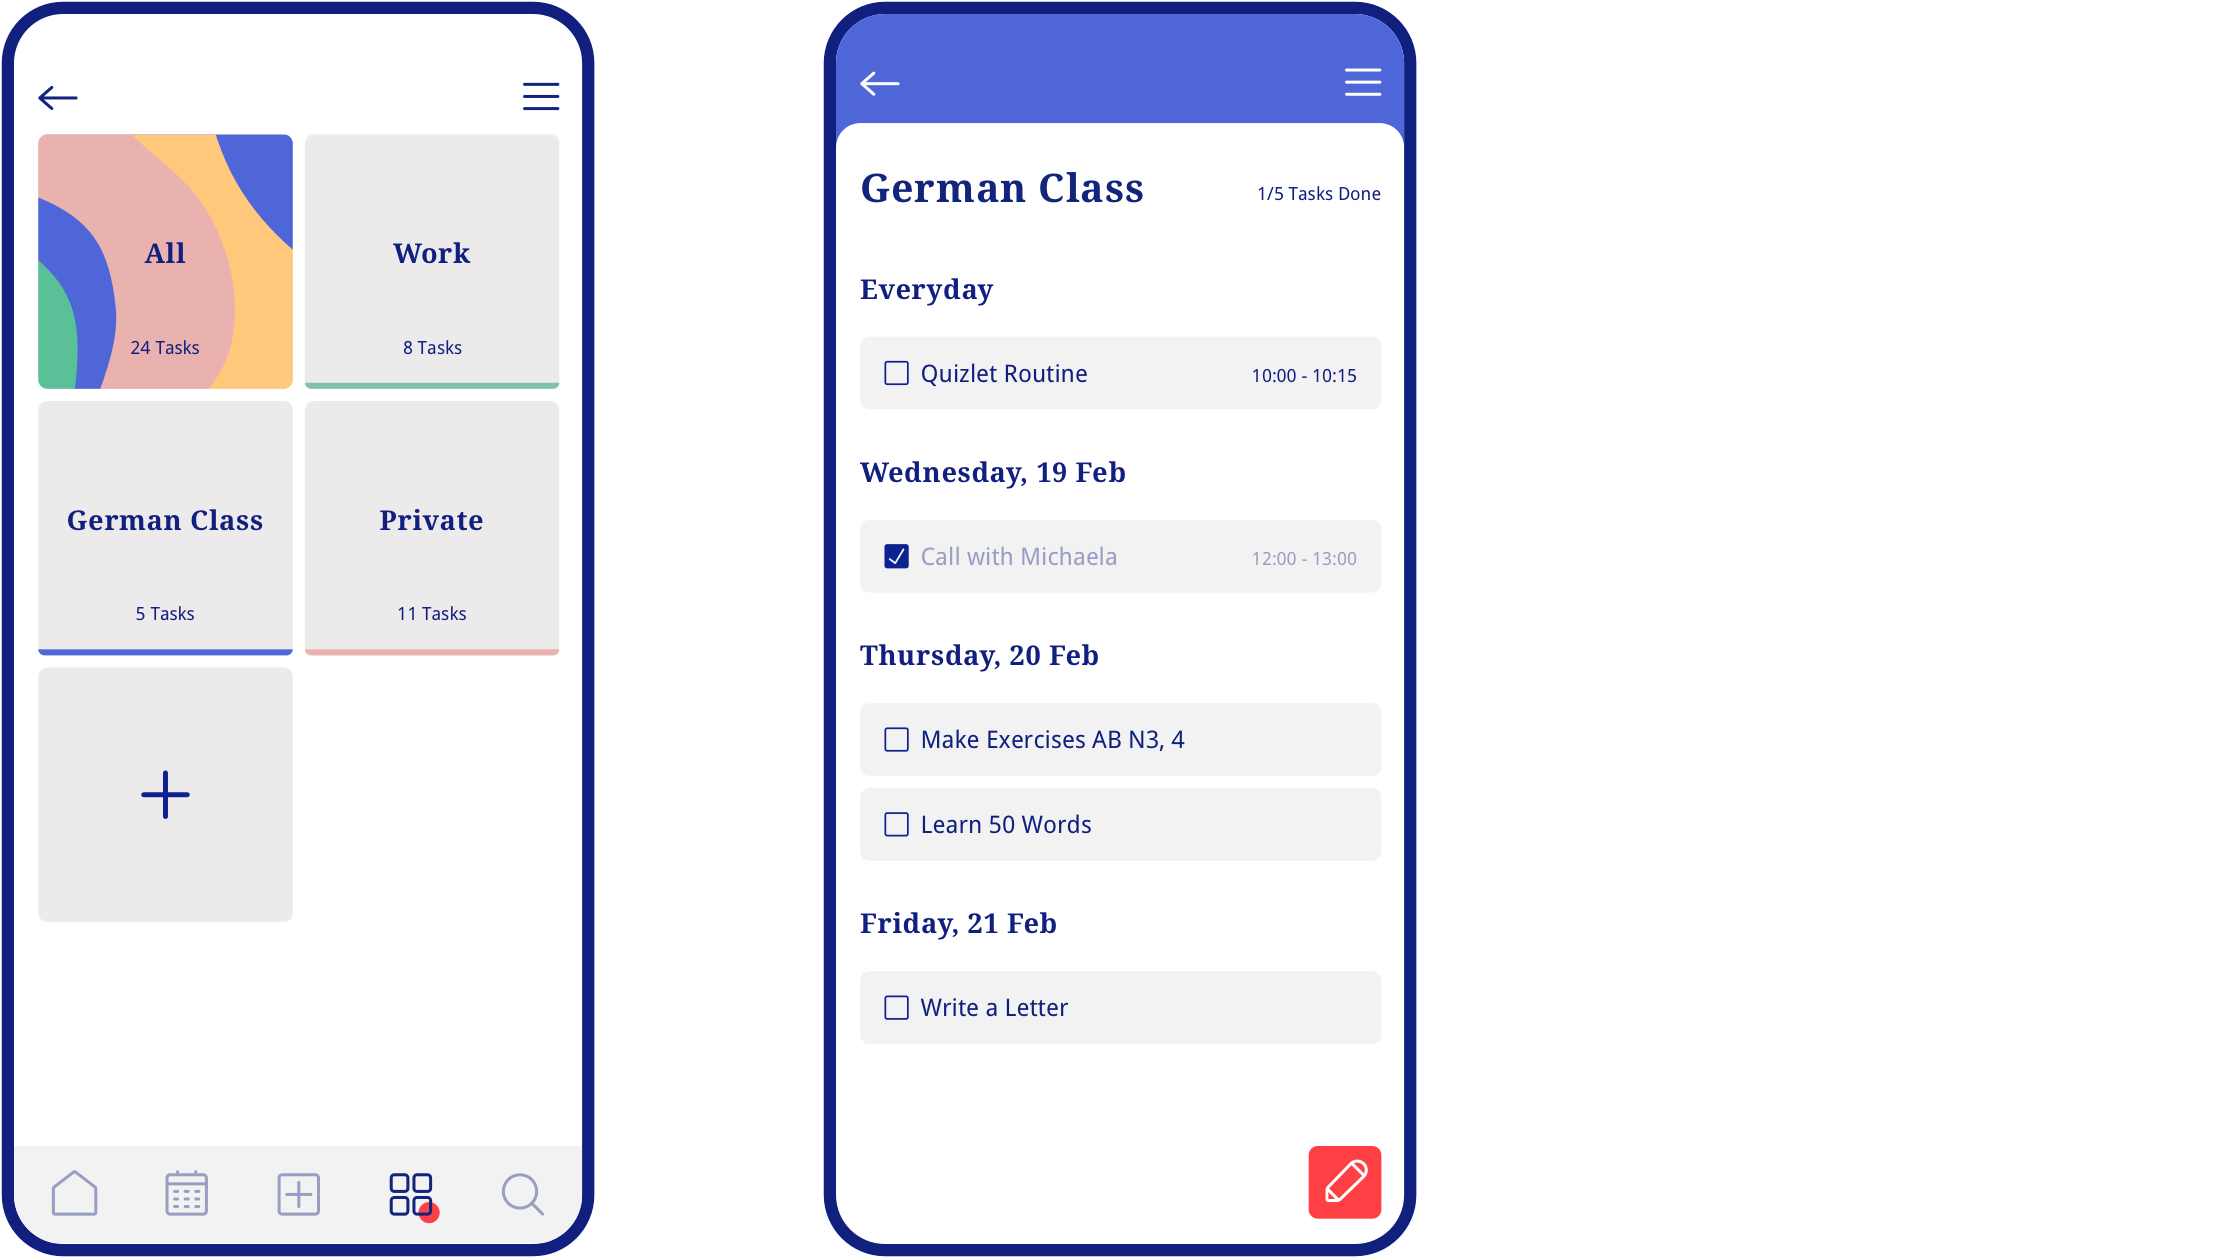 All
24 Tasks
Work
8 Tasks
German Class
5 Tasks
Private
11 Tasks
German Class
1/5 Tasks Done
Everyday
Quizlet Routine
10:00 - 10:15
Wednesday, 19 Feb
Call with Michaela
12:00 - 13:00
Thursday, 20 Feb
Make Exercises AB N3, 4
Learn 50 Words
Friday, 21 Feb
Write a Letter